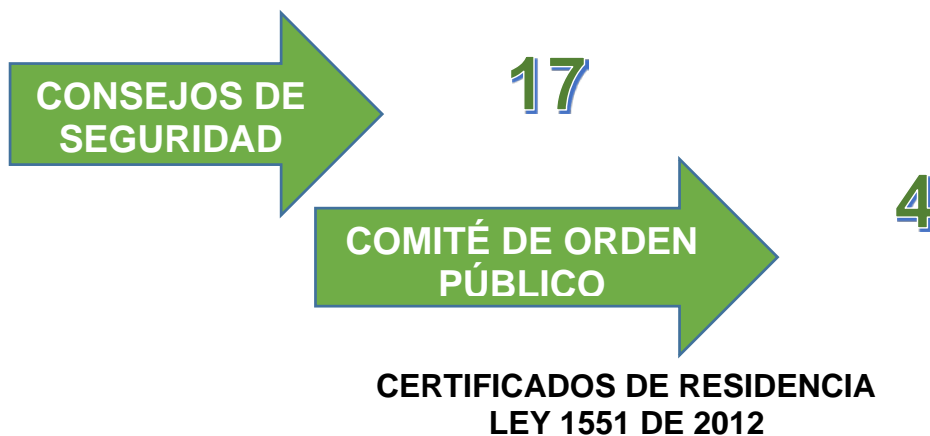 CONSEJOS DE
SEGURIDAD
17
COMITÉ DE ORDEN
PÚBLICO
4
CERTIFICADOS DE RESIDENCIA
LEY 1551 DE 2012